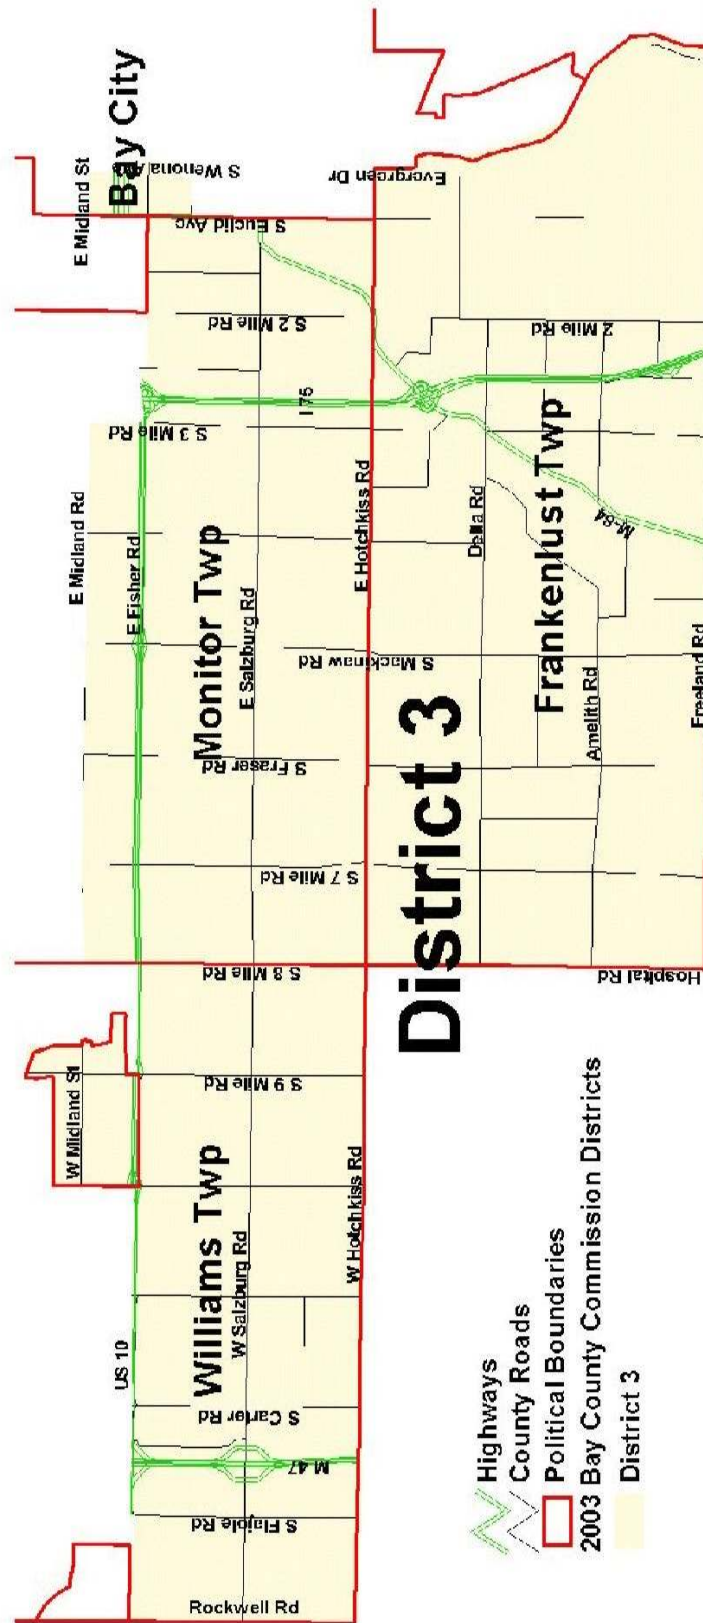 Bay City
E Midland St
S Wenona Ave
S Euclid Ave
Evergreen Dr
S 2 Mile Rd
2 Mile Rd
I 75
S 3 Mile Rd
E Midland Rd
E Fisher Rd
E Hotchkiss Rd
Delta Rd
M-84
Monitor Twp
E Salzburg Rd
Frankenlust Twp
S Mackinaw Rd
Amelith Rd
Freeland Rd
S Fraser Rd
S 7 Mile Rd
District 3
S 8 Mile Rd
Hospital Rd
W Midland St
S 9 Mile Rd
Williams Twp
W Salzburg Rd
W Hotchkiss Rd
US 10
S Carter Rd
M 47
S Flajole Rd
Rockwell Rd
Highways
County Roads
Political Boundaries
2003 Bay County Commission Districts
District 3